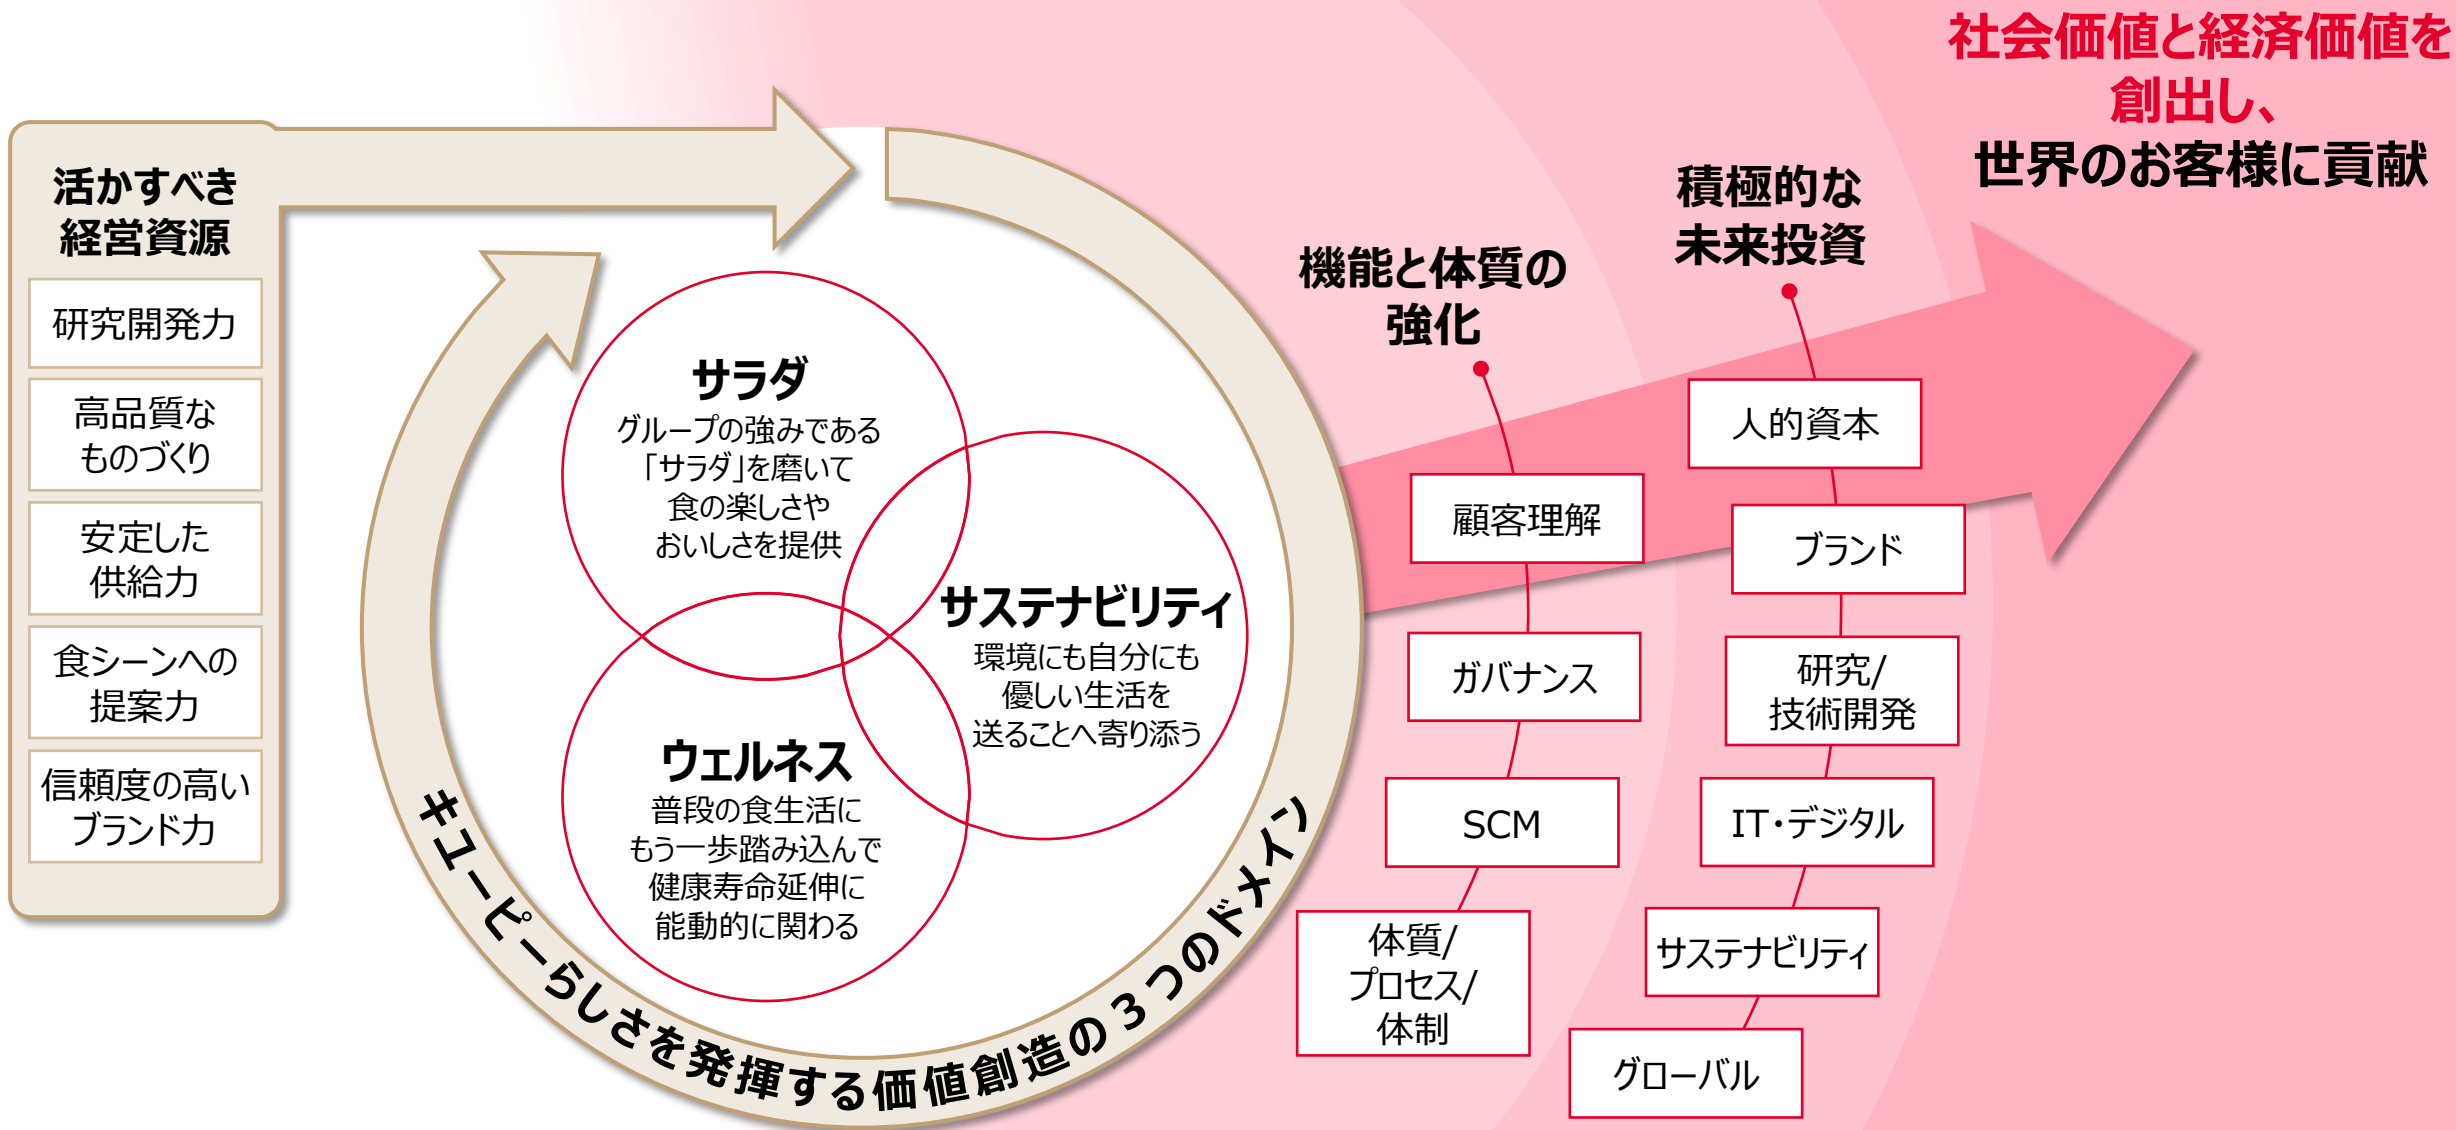 活かすべき
経営資源
研究開発力
高品質な
ものづくり
安定した
供給力
食シーンへの
提案力
信頼度の高い
ブランド力
サラダ
グループの強みである
「サラダ」を磨いて
食の楽しさや
おいしさを提供
サステナビリティ
環境にも自分にも
優しい生活を
送ることへ寄り添う
ウェルネス
普段の食生活に
もう一歩踏み込んで
健康寿命延伸に
能動的に関わる
キユーピーらしさを発揮する価値創造の３つのドメイン
機能と体質の
強化
顧客理解
ガバナンス
SCM
体質/
プロセス/
体制
積極的な
未来投資
人的資本
ブランド
研究/
技術開発
IT・デジタル
サステナビリティ
グローバル
社会価値と経済価値を
創出し、
世界のお客様に貢献